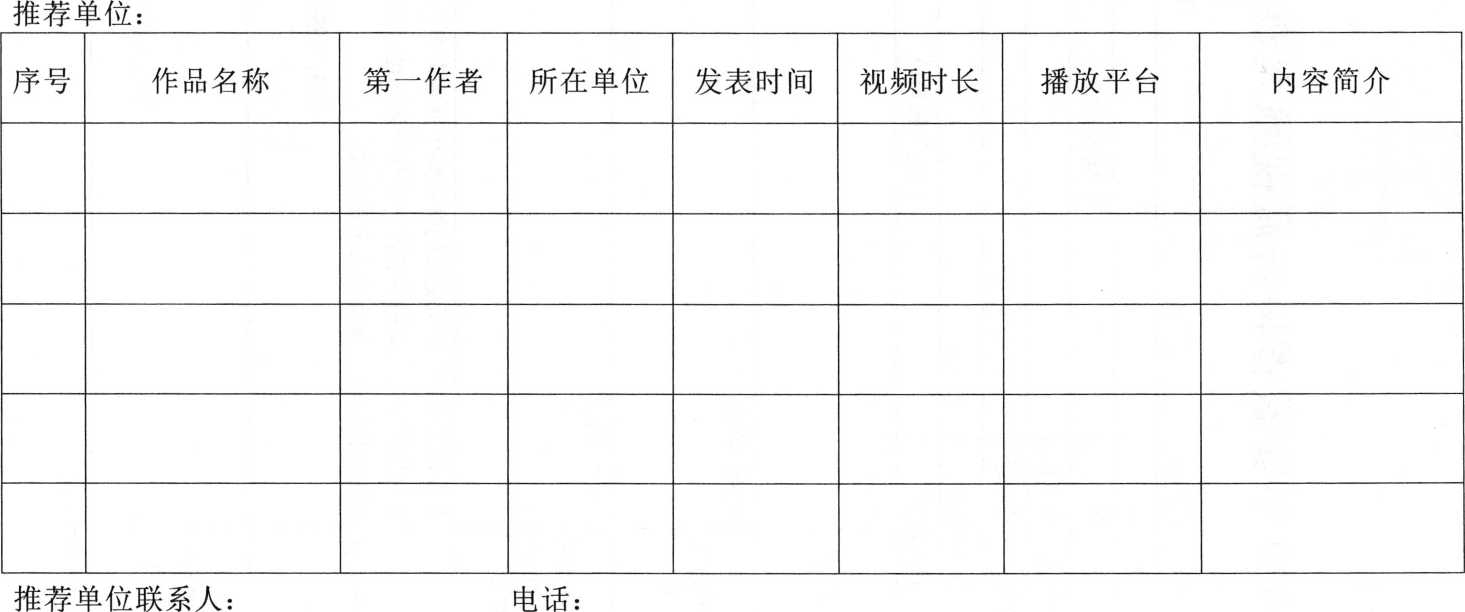 推荐单位：
序号 作品名称 第一作者 所在单位 发表时间 视频时长 播放平台 内容简介
推荐单位联系人： 电话：